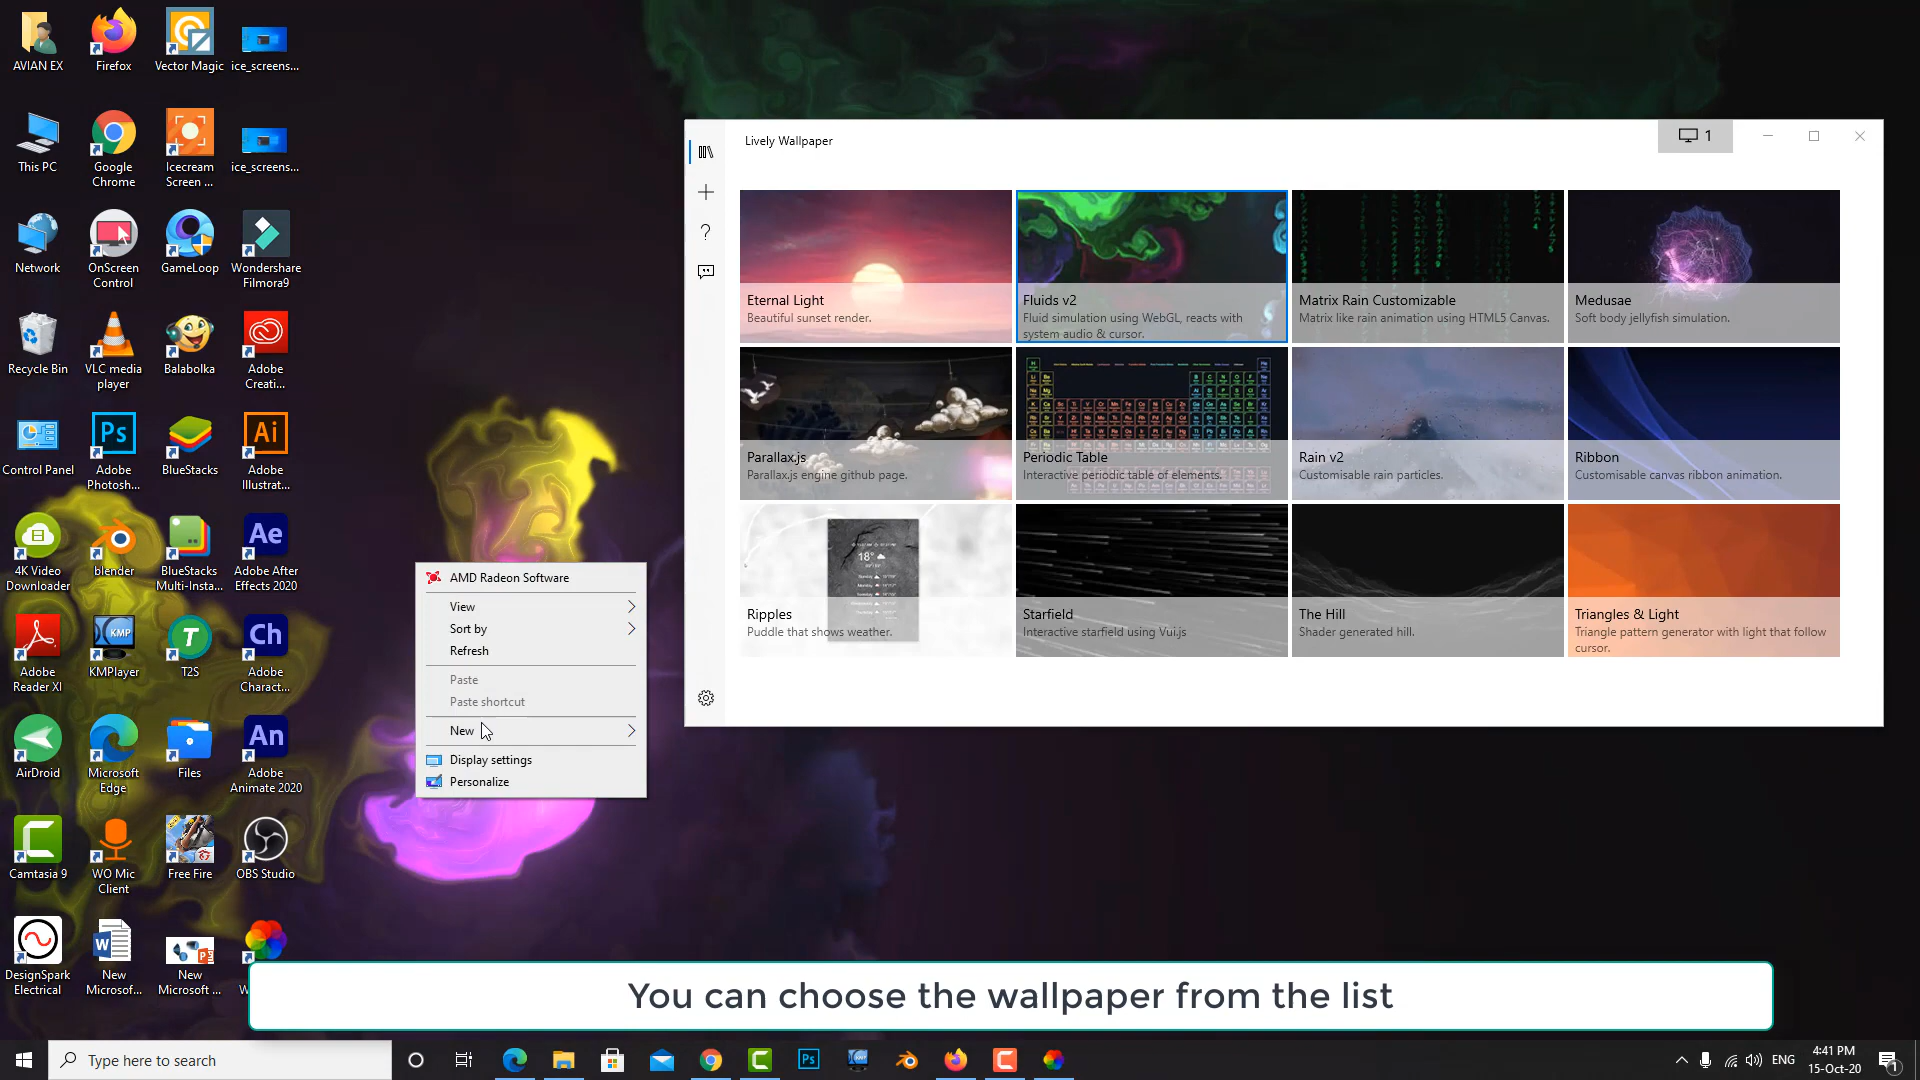 AVIAN EX
Firefox
Vector Magic
ice_screens...
This PC
Google
Chrome
Icecream
Screen ...
ice_screens...
Network
OnScreen
Control
GameLoop
Wondershare
Filmora9
Recycle Bin
VLC media
player
Balabolka
Adobe
Creati...
Control Panel
Ps
Adobe
Photosh...
BlueStacks
Ai
Adobe
Illustrat...
4K Video
Downloader
blender
BlueStacks
Multi-Insta...
Ae
Adobe After
Effects 2020
Adobe
Reader XI
KMP
KMPlayer
T
T2S
Ch
Adobe
Charact...
AirDroid
Microsoft
Edge
Files
An
Adobe
Animate 2020
Camtasia 9
WO Mic
Client
Free Fire
OBS Studio
DesignSpark
Electrical
New
Microsof...
New
Microsoft ...
AMD Radeon Software
View
Sort by
Refresh
Paste
Paste shortcut
New
Display settings
Personalize
Lively Wallpaper
1
Eternal Light
Beautiful sunset render.
Fluids v2
Fluid simulation using WebGL, reacts with
system audio & cursor.
Matrix Rain Customizable
Matrix like rain animation using HTML5 Canvas.
Medusae
Soft body jellyfish simulation.
Parallax.js
Parallax.js engine github page.
Periodic Table
Interactive periodic table of elements.
Rain v2
Customisable rain particles.
Ribbon
Customisable canvas ribbon animation.
18°
Ripples
Puddle that shows weather.
Starfield
Interactive starfield using Vui.js
The Hill
Shader generated hill.
Triangles & Light
Triangle pattern generator with light that follow
cursor.
You can choose the wallpaper from the list
Type here to search
Ps
ENG
4:41 PM
15-Oct-20
1